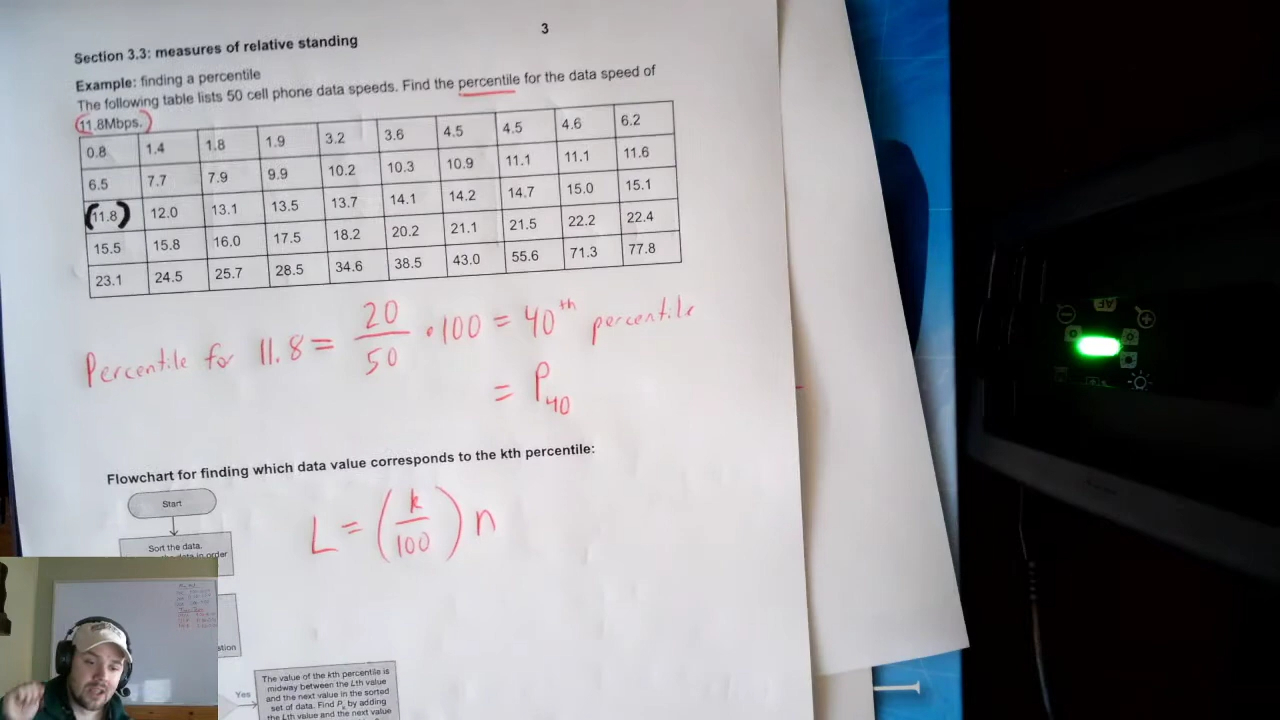 3
Section 3.3: measures of relative standing
Example: finding a percentile
The following table lists 50 cell phone data speeds. Find the percentile for the data speed of
11.8Mbps.
0.8 1.4 1.8 1.9 3.2 3.6 4.5 4.5 4.6 6.2
6.5 7.7 7.9 9.9 10.2 10.3 10.9 11.1 11.1 11.6
(11.8) 12.0 13.1 13.5 13.7 14.1 14.2 14.7 15.0 15.1
15.5 15.8 16.0 17.5 18.2 20.2 21.1 21.5 22.2 22.4
23.1 24.5 25.7 28.5 34.6 38.5 43.0 55.6 71.3 77.8
Percentile for 11.8 = 20/50 • 100 = 40th percentile
= P40
Flowchart for finding which data value corresponds to the kth percentile:
Start
L = (k/100) n
Sort the data.
data in order
Yes
The value of the kth percentile is
midway between the Lth value
and the next value in the sorted
set of data. Find Pk by adding
the Lth value and the next value
AF